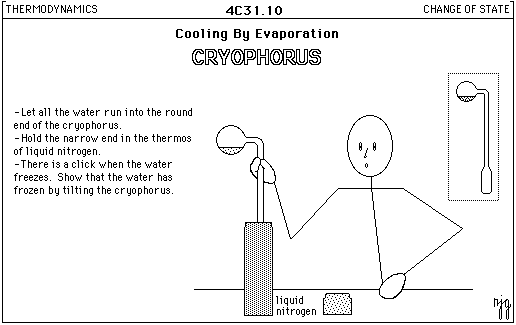 THERMODYNAMICS 4C31.10 CHANGE OF STATE
Cooling By Evaporation
CRYOPHORUS
-Let all the water run into the round
end of the cryophorus.
-Hold the narrow end in the thermos
of liquid nitrogen.
-There is a click when the water
freezes. Show that the water has
frozen by tilting the cryophorus.
liquid
nitrogen
njg